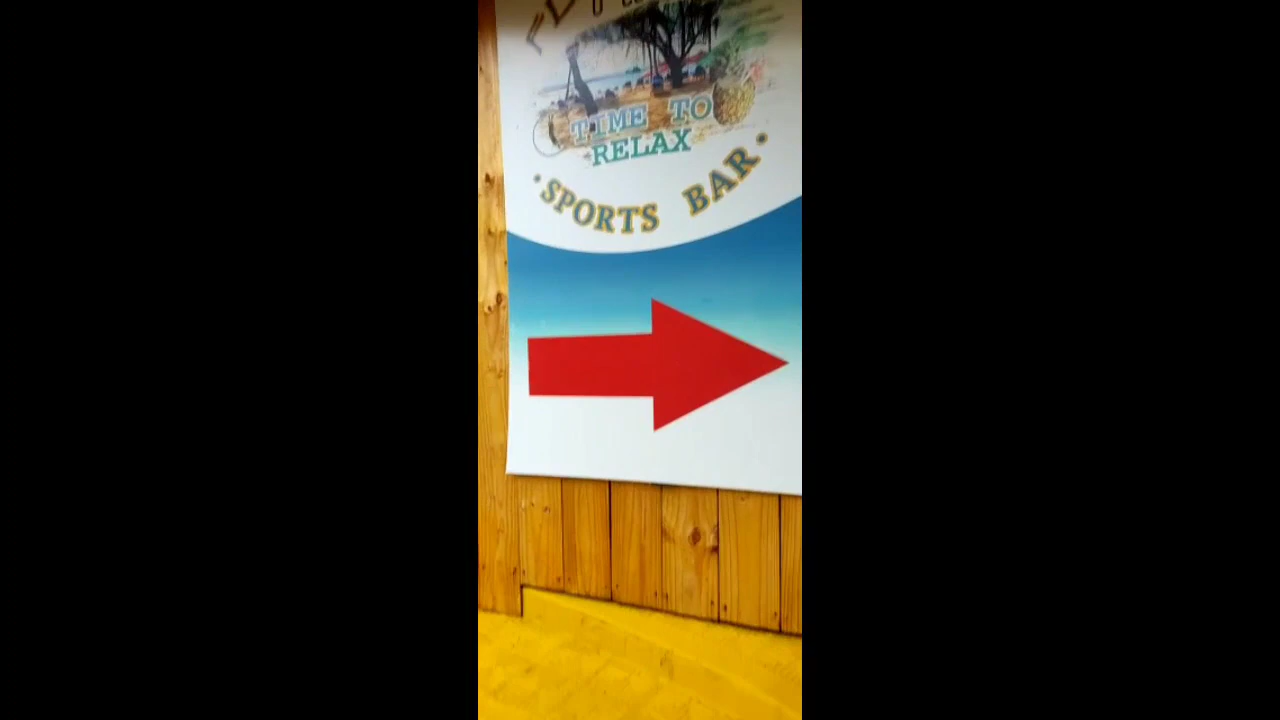 TIME TO
RELAX
• SPORTS BAR •